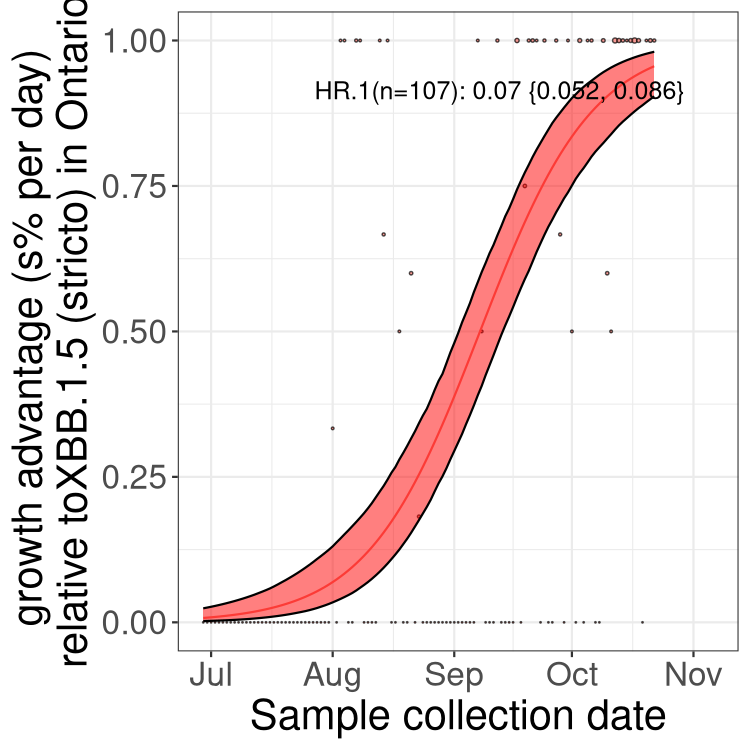 growth advantage (s% per day)
relative toXBB.1.5 (stricto) in Ontario
1.00
HR.1(n=107): 0.07 {0.052, 0.086}
0.75
0.50
0.25
0.00
Jul Aug Sep Oct Nov
Sample collection date